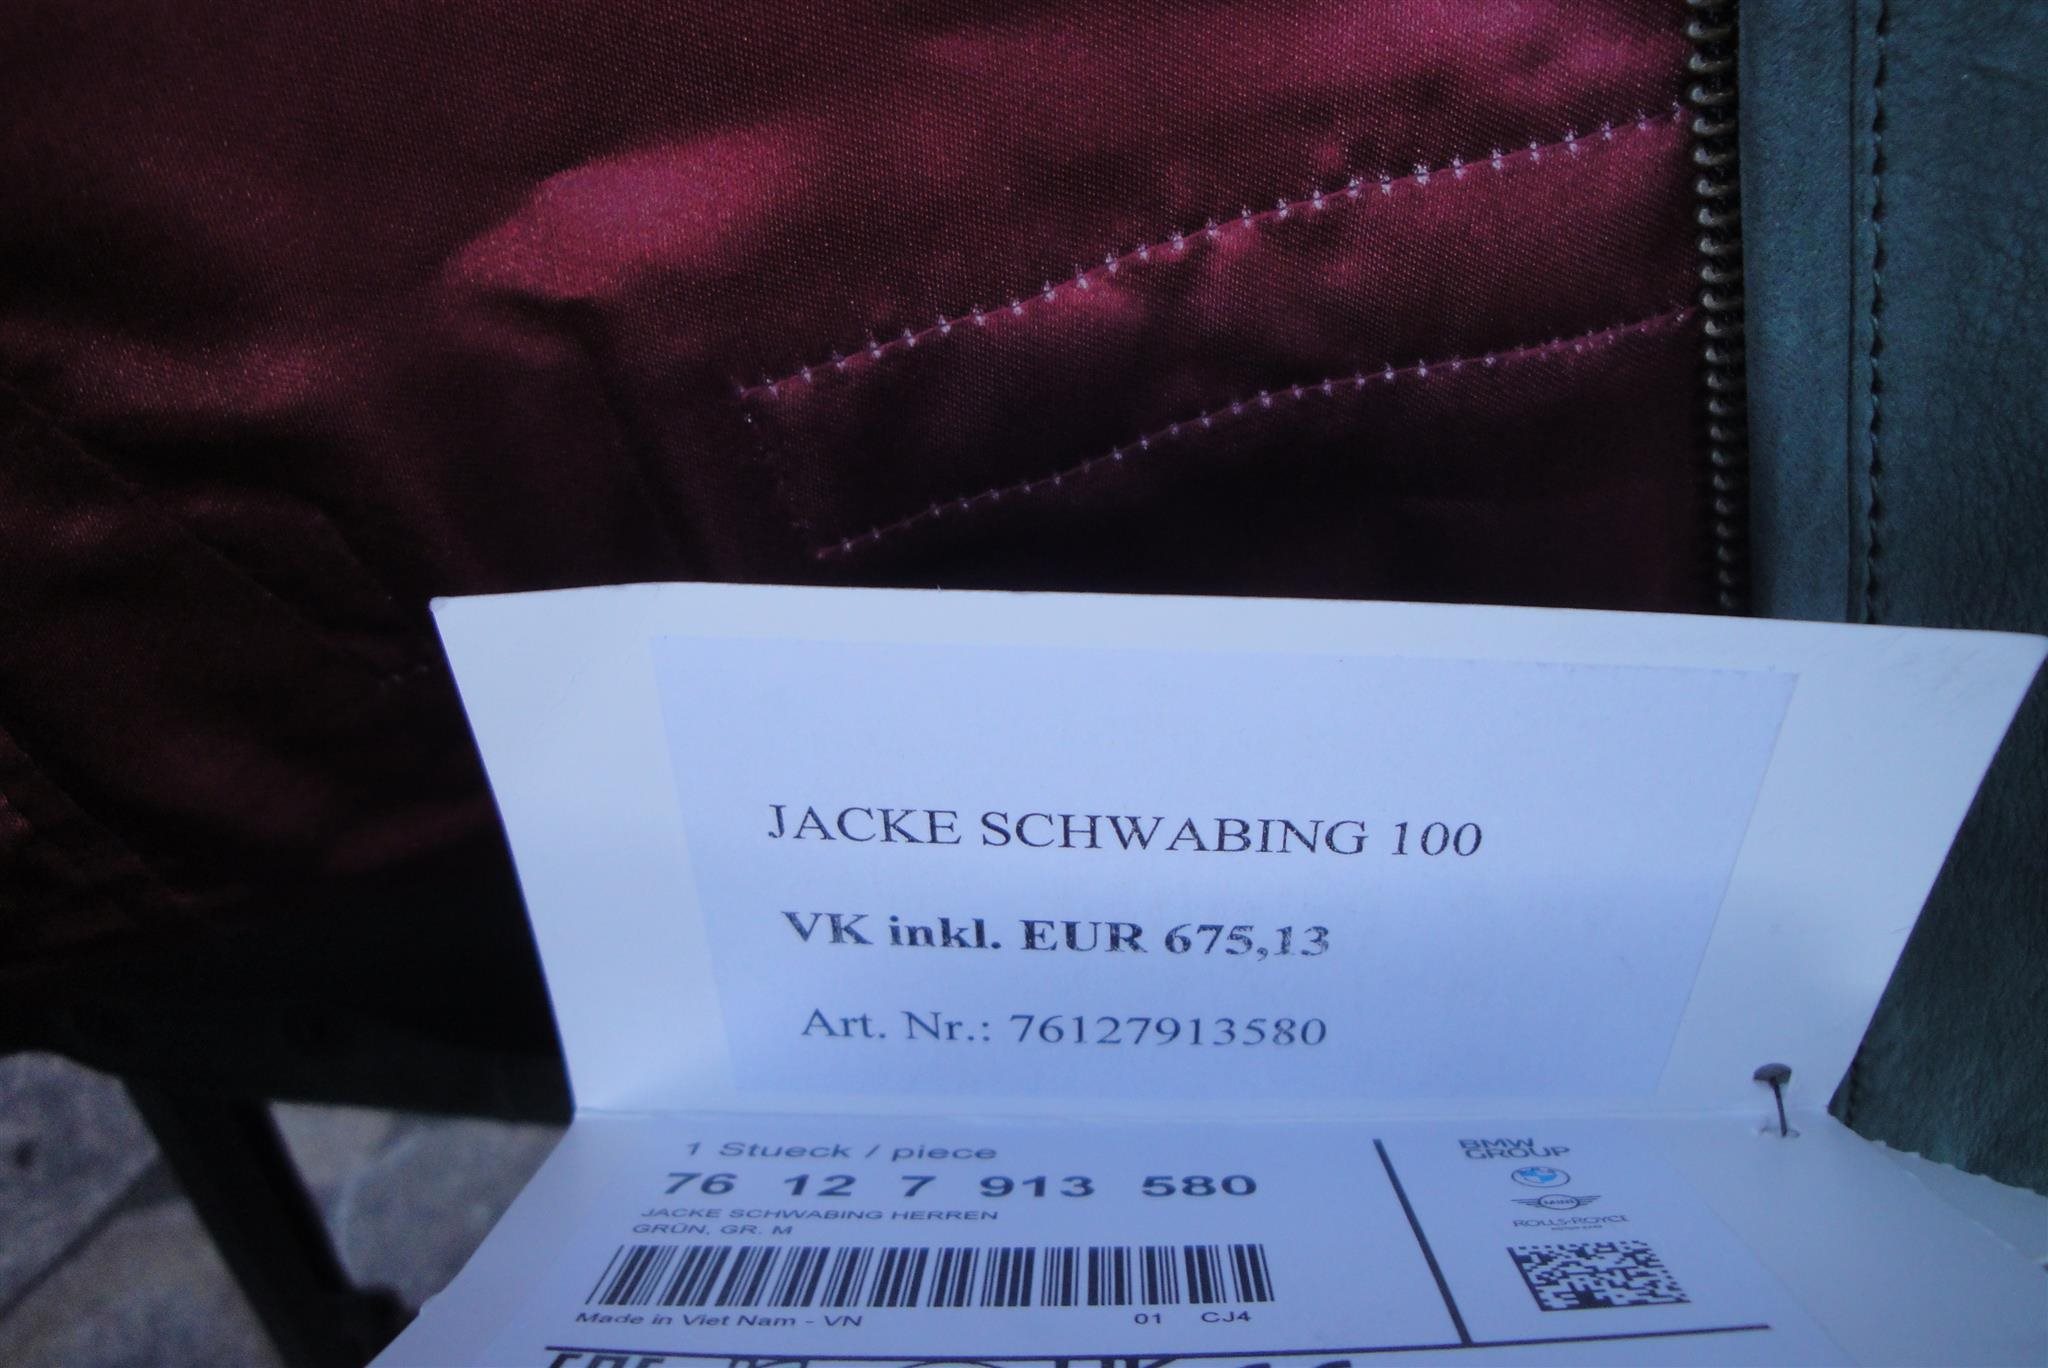 JACKE SCHWABING 100
VK inkl. EUR 675,13
Art. Nr.: 76127913580
1 Stueck / piece
76 12 7 913 580
JACKE SCHWABING HERREN
GRÜN, GR. M
Made in Viet Nam - VN 01 CJ4
BMW
GROUP
MINI
ROLLS-ROYCE